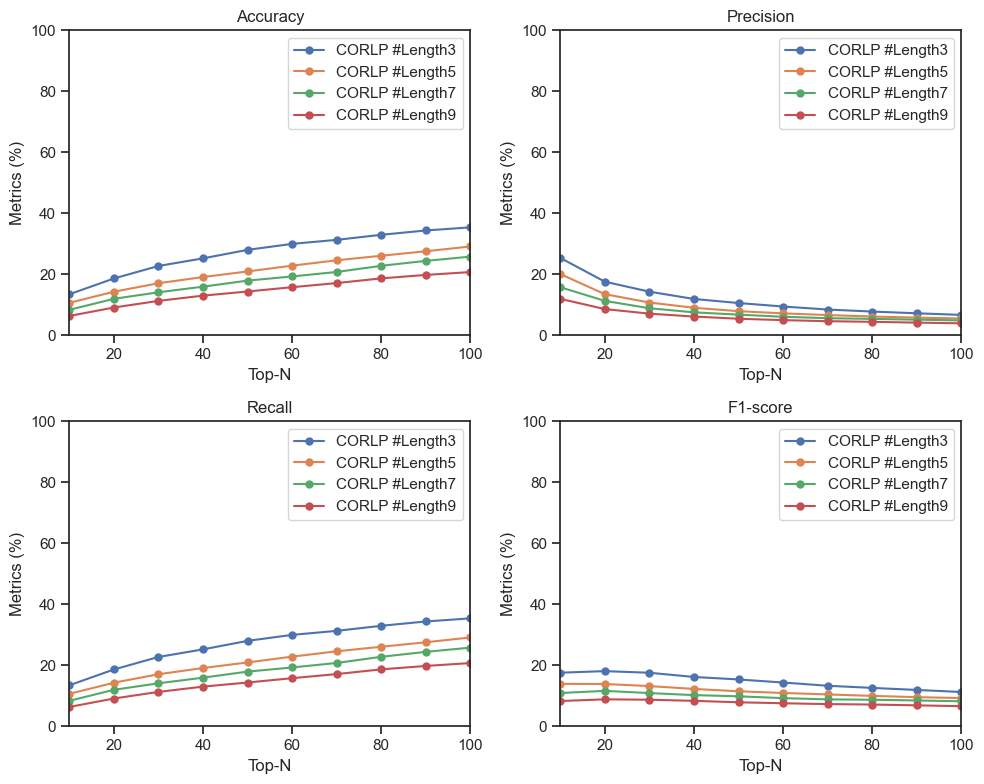 Accuracy
Metrics (%)
100
80
60
40
20
0
CORLP #Length3
CORLP #Length5
CORLP #Length7
CORLP #Length9
20 40 60 80 100
Top-N
Precision
Metrics (%)
100
80
60
40
20
0
CORLP #Length3
CORLP #Length5
CORLP #Length7
CORLP #Length9
20 40 60 80 100
Top-N
Recall
Metrics (%)
100
80
60
40
20
0
CORLP #Length3
CORLP #Length5
CORLP #Length7
CORLP #Length9
20 40 60 80 100
Top-N
F1-score
Metrics (%)
100
80
60
40
20
0
CORLP #Length3
CORLP #Length5
CORLP #Length7
CORLP #Length9
20 40 60 80 100
Top-N